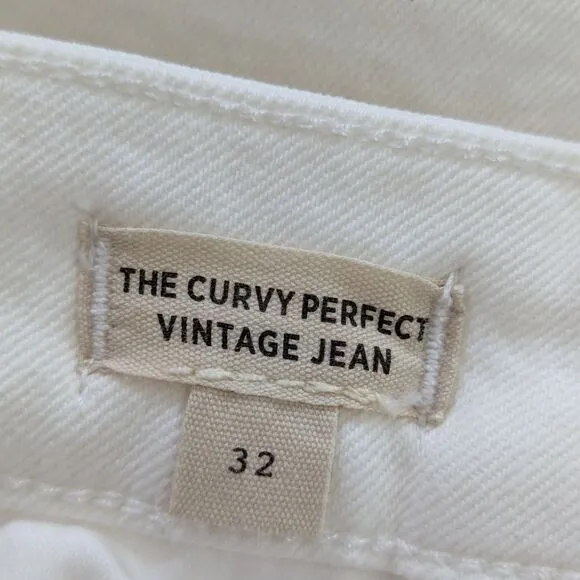 THE CURVY PERFECT
VINTAGE JEAN
32